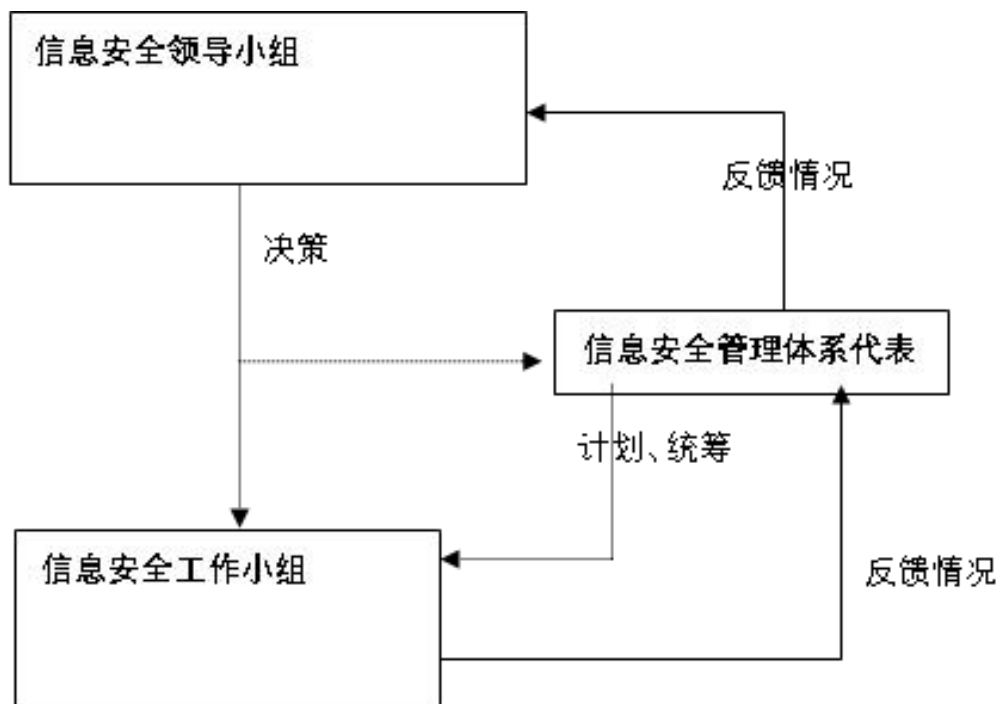 信息安全领导小组
反馈情况
决策
信息安全管理体系代表
计划、统筹
信息安全工作小组
反馈情况